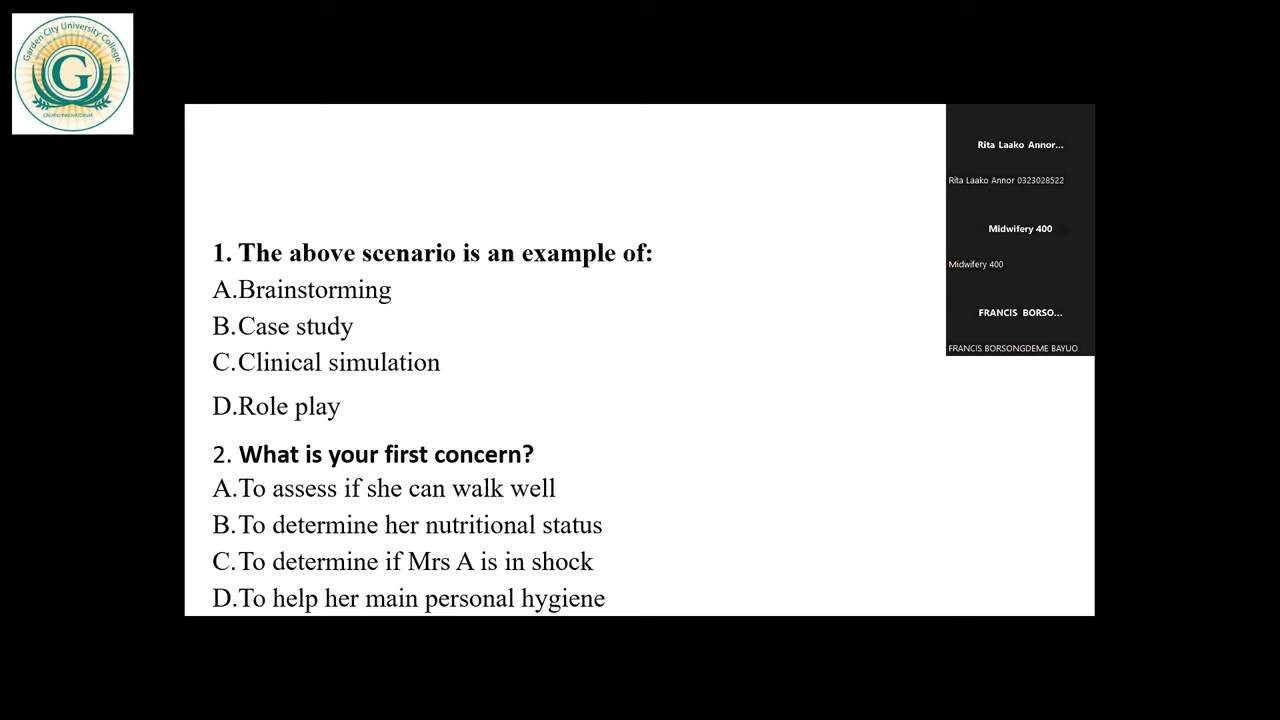 Garden City University College
G
1. The above scenario is an example of:
A.Brainstorming
B.Case study
C.Clinical simulation
D.Role play
2. What is your first concern?
A.To assess if she can walk well
B.To determine her nutritional status
C.To determine if Mrs A is in shock
D.To help her main personal hygiene
Rita Laako Annor...
Rita Laako Annor 0323028522
Midwifery 400
Midwifery 400
FRANCIS BORSO...
FRANCIS BORSONGDEME BAYUO